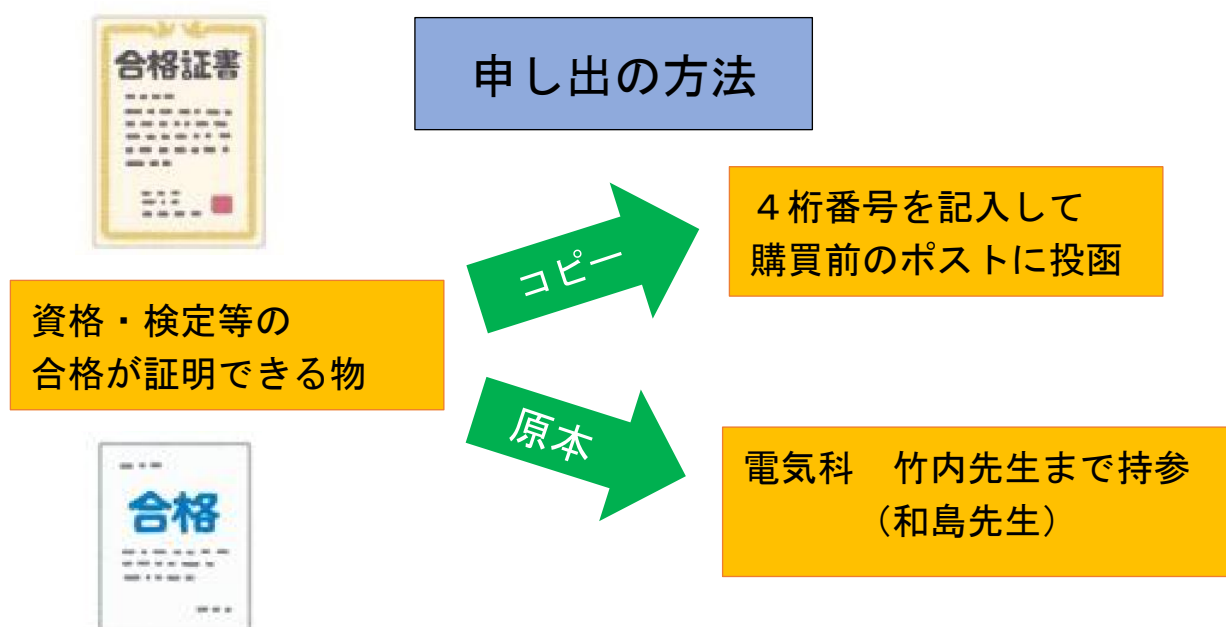 合格証書
申し出の方法
４桁番号を記入して
購買前のポストに投函
コピー
資格・検定等の
合格が証明できる物
原本
電気科　竹内先生まで持参
（和島先生）
合格